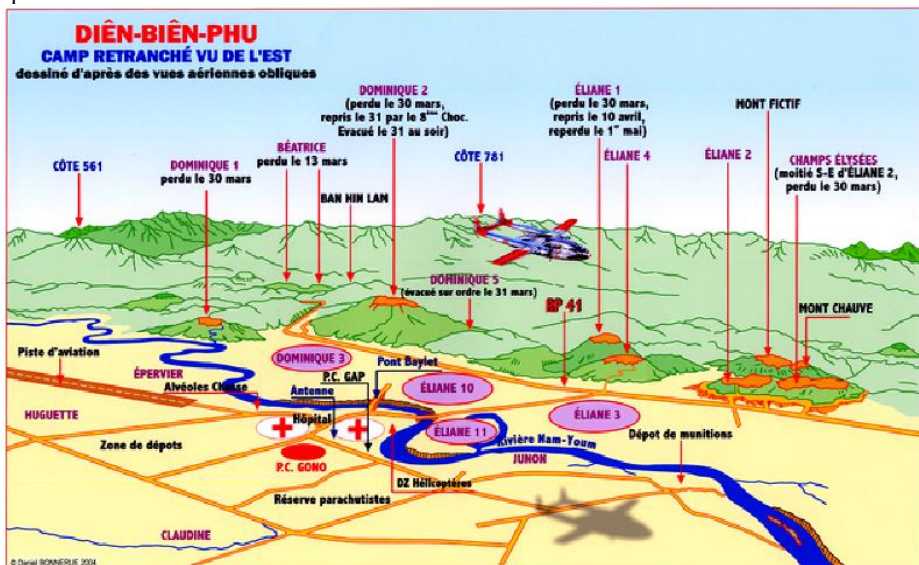 DIÊN-BIÊN-PHU
CAMP RETRANCHÉ VU DE L'EST
dessiné d'après des vues aériennes obliques
DOMINIQUE 2
(perdu le 30 mars,
repris le 31 par le 8ème Choc.
Evacué le 31 au soir)
ÉLIANE 1
(perdu le 30 mars,
repris le 10 avril,
reperdu le 1er mai)
MONT FICTIF
CÔTE 561
DOMINIQUE 1
perdu le 30 mars
BÉATRICE
perdu le 13 mars
BAN HIN LAM
CÔTE 781
ÉLIANE 4
ÉLIANE 2
CHAMPS ÉLYSÉES
(moitié S-E d'ÉLIANE 2,
perdu le 30 mars)
DOMINIQUE 5
(évacué sur ordre le 31 mars)
RP 41
MONT CHAUVE
Piste d'aviation
ÉPERVIER
DOMINIQUE 3
Pont Bayley
P.C. GAP
Alvéoles Chasse
Antenne
ÉLIANE 10
HUGUETTE
Hôpital
ÉLIANE 11
ÉLIANE 3
Zone de dépots
Rivière Nam-Youm
Dépot de munitions
P.C. GONO
JUNON
Réserve parachutistes
DZ Hélicoptères
CLAUDINE
© Daniel BONNERUE 2004